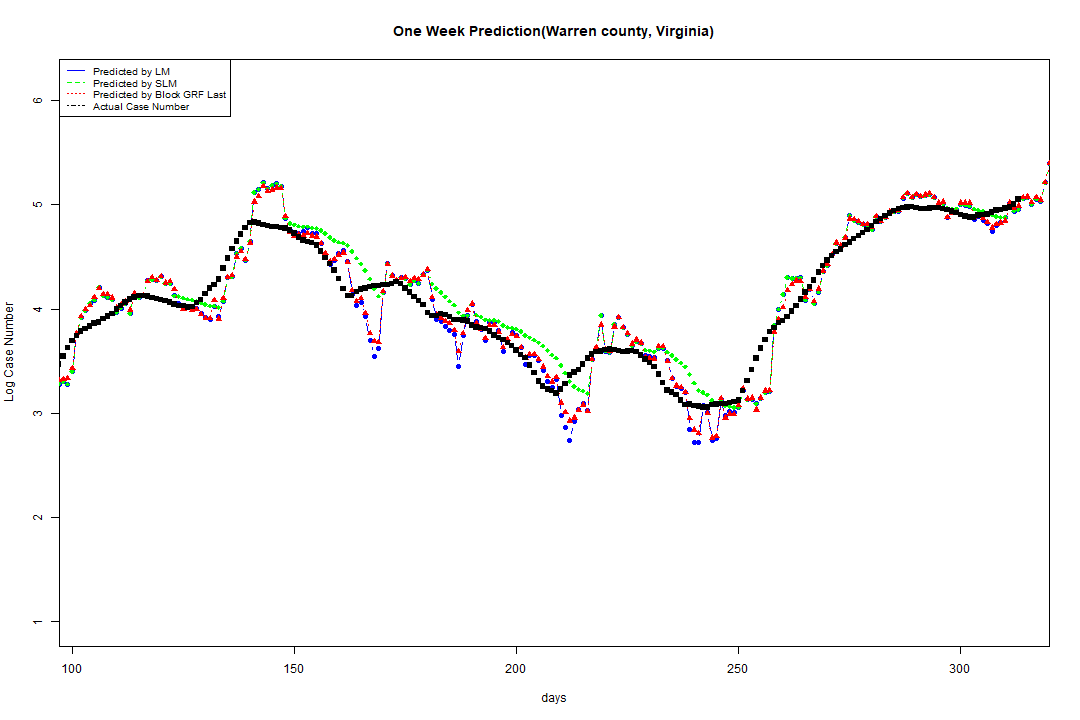 One Week Prediction(Warren county, Virginia)
Predicted by LM
Predicted by SLM
Predicted by Block GRF Last
Actual Case Number
6
5
4
3
2
1
Log Case Number
100 150 200 250 300
days